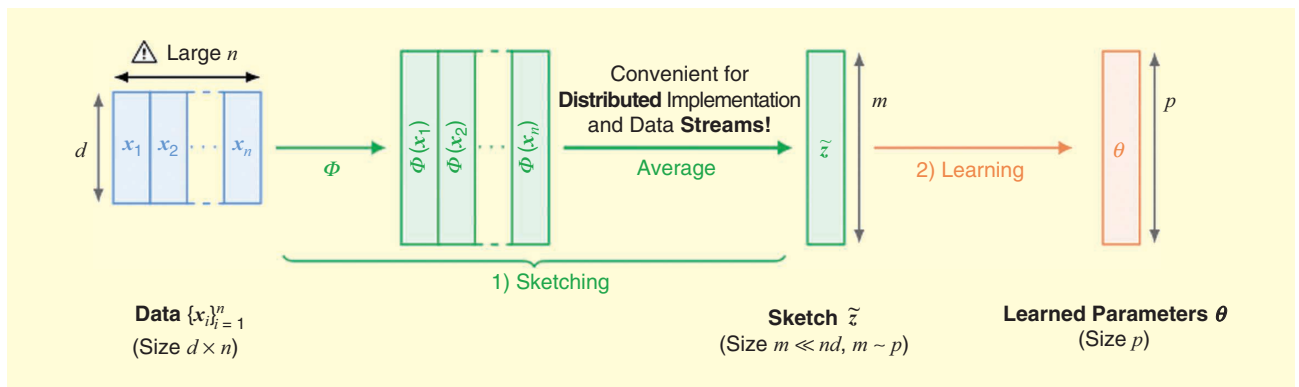 ⚠ Large n
d
x₁ x₂ ··· xₙ
Φ
Φ(x₁) Φ(x₂) ··· Φ(xₙ)
Convenient for
Distributed Implementation
and Data Streams!
Average
z̃
m
2) Learning
θ
p
1) Sketching
Data {xᵢ}ⁿᵢ₌₁
(Size d × n)
Sketch z̃
(Size m ≪ nd, m ~ p)
Learned Parameters θ
(Size p)